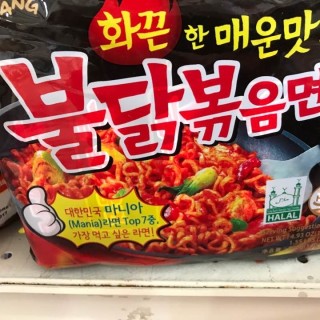 ANG
화끈 한 매운맛
불닭볶음면
대한민국 마니아
(Mania)라면 Top7중,
가장 먹고 싶은 라면!
HALAL